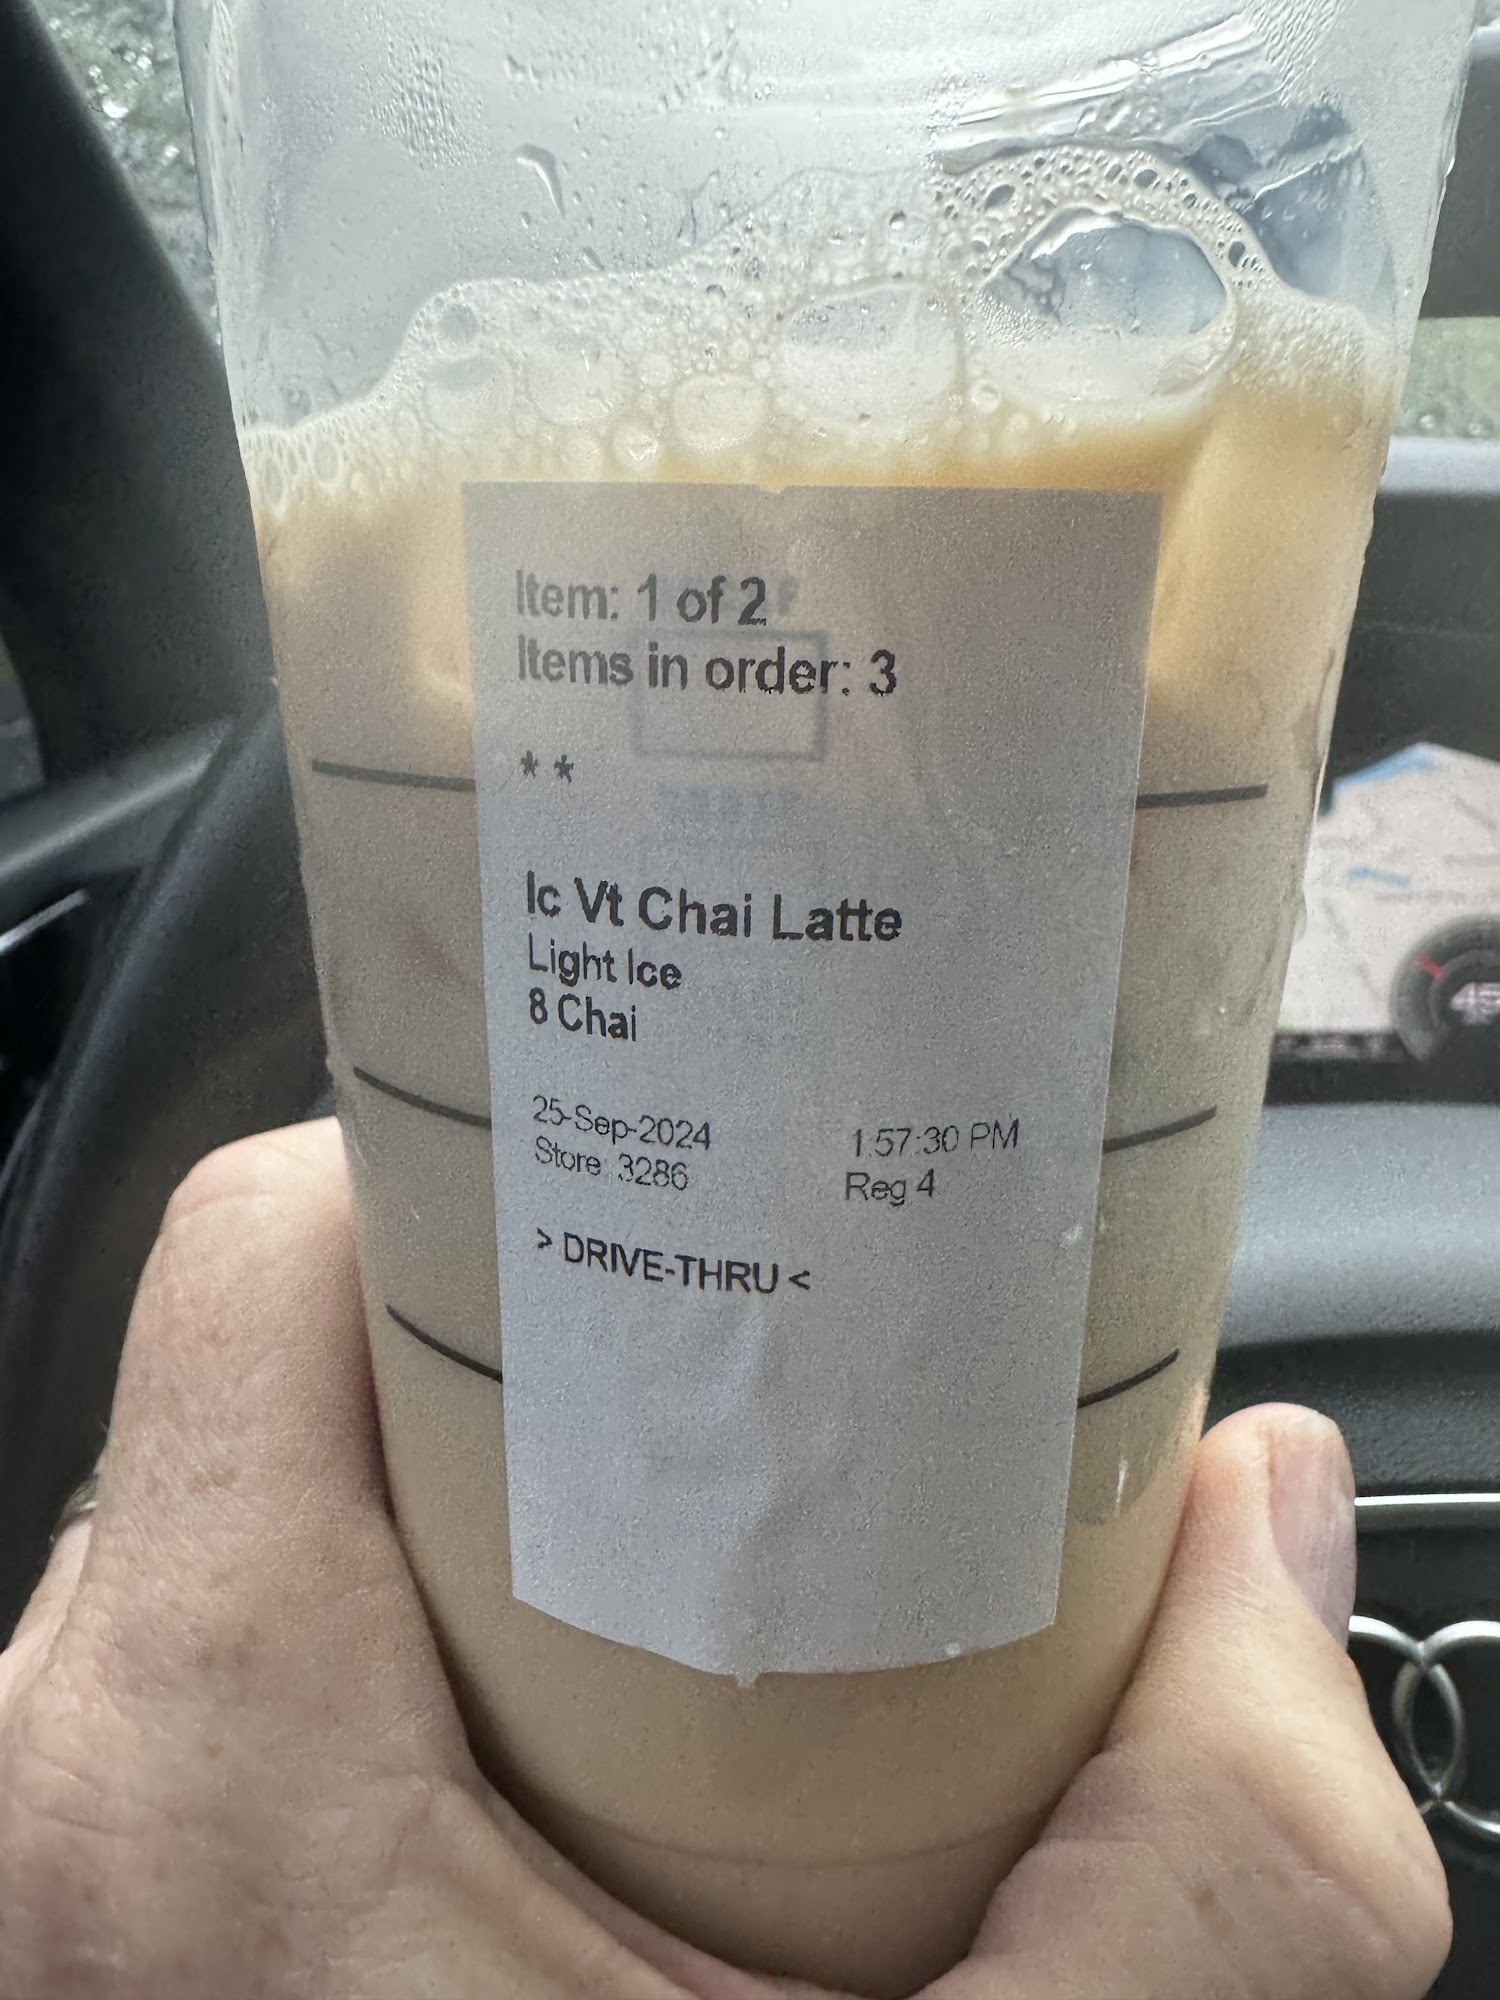 Item: 1 of 2
Items in order: 3
* *
Ic Vt Chai Latte
Light Ice
8 Chai
25-Sep-2024 1:57:30 PM
Store: 3286 Reg 4
> DRIVE-THRU <